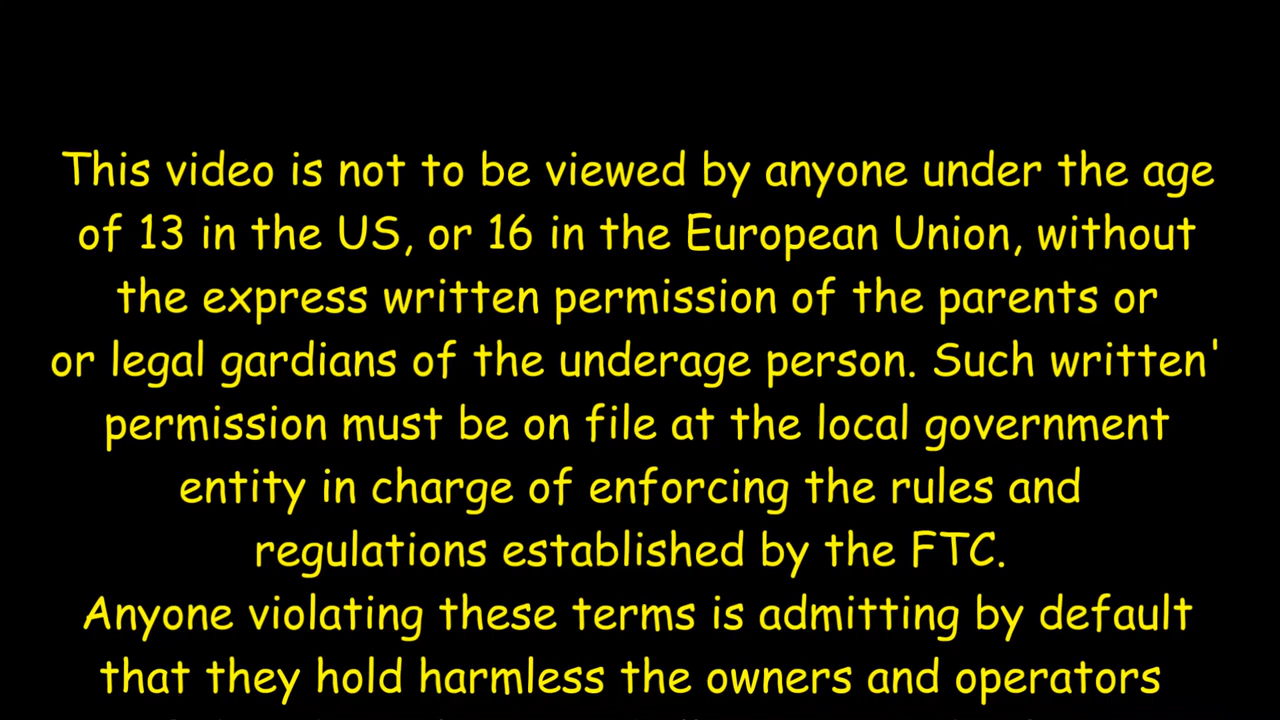 This video is not to be viewed by anyone under the age
of 13 in the US, or 16 in the European Union, without
the express written permission of the parents or
or legal gardians of the underage person. Such written'
permission must be on file at the local government
entity in charge of enforcing the rules and
regulations established by the FTC.
Anyone violating these terms is admitting by default
that they hold harmless the owners and operators